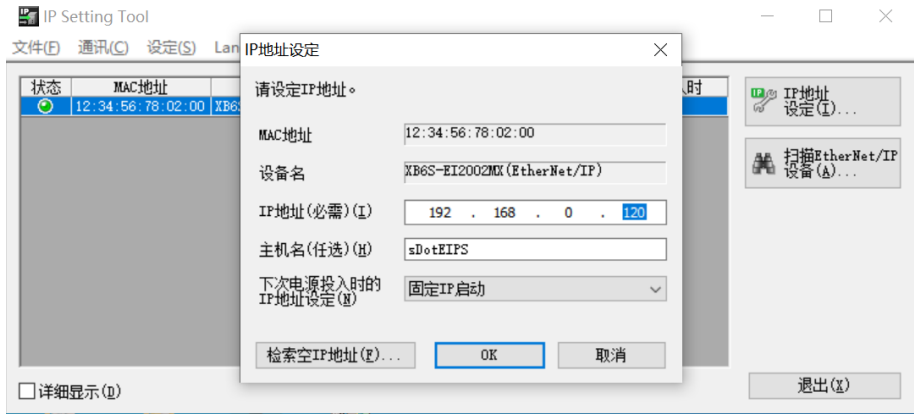 IP Setting Tool
文件(F) 通讯(C) 设定(S) Lan
IP地址设定
状态 MAC地址
12:34:56:78:02:00 XB6S
入时
请设定IP地址。
MAC地址 12:34:56:78:02:00
设备名 XB6S-EI2002MX(EtherNet/IP)
IP地址(必需)(I) 192 . 168 . 0 . 120
主机名(任选)(H) sDotEIPS
下次电源投入时的
IP地址设定(N) 固定IP启动
检索空IP地址(E)... OK 取消
IP地址
设定(I)...
扫描EtherNet/IP
设备(A)...
详细显示(D)
退出(X)